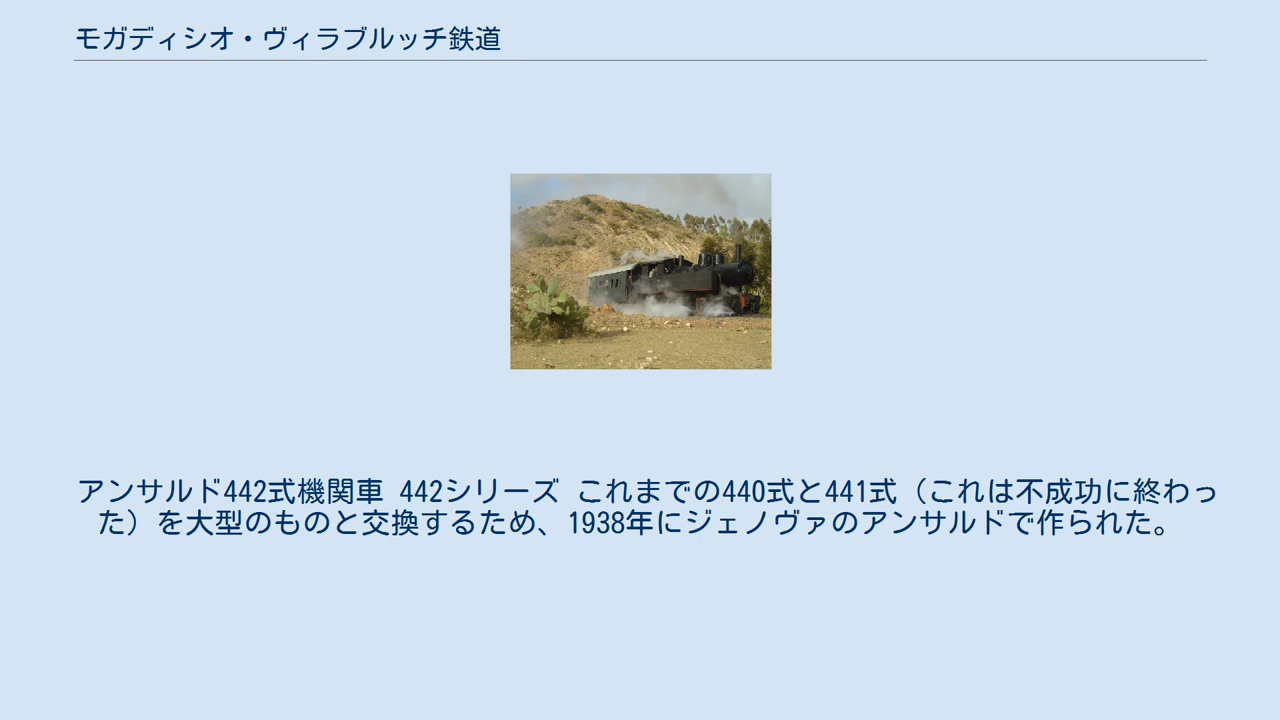 モガディシオ・ヴィラブルッチ鉄道
アンサルド442式機関車 442シリーズ これまでの440式と441式（これは不成功に終わっ
た）を大型のものと交換するため、1938年にジェノヴァのアンサルドで作られた。